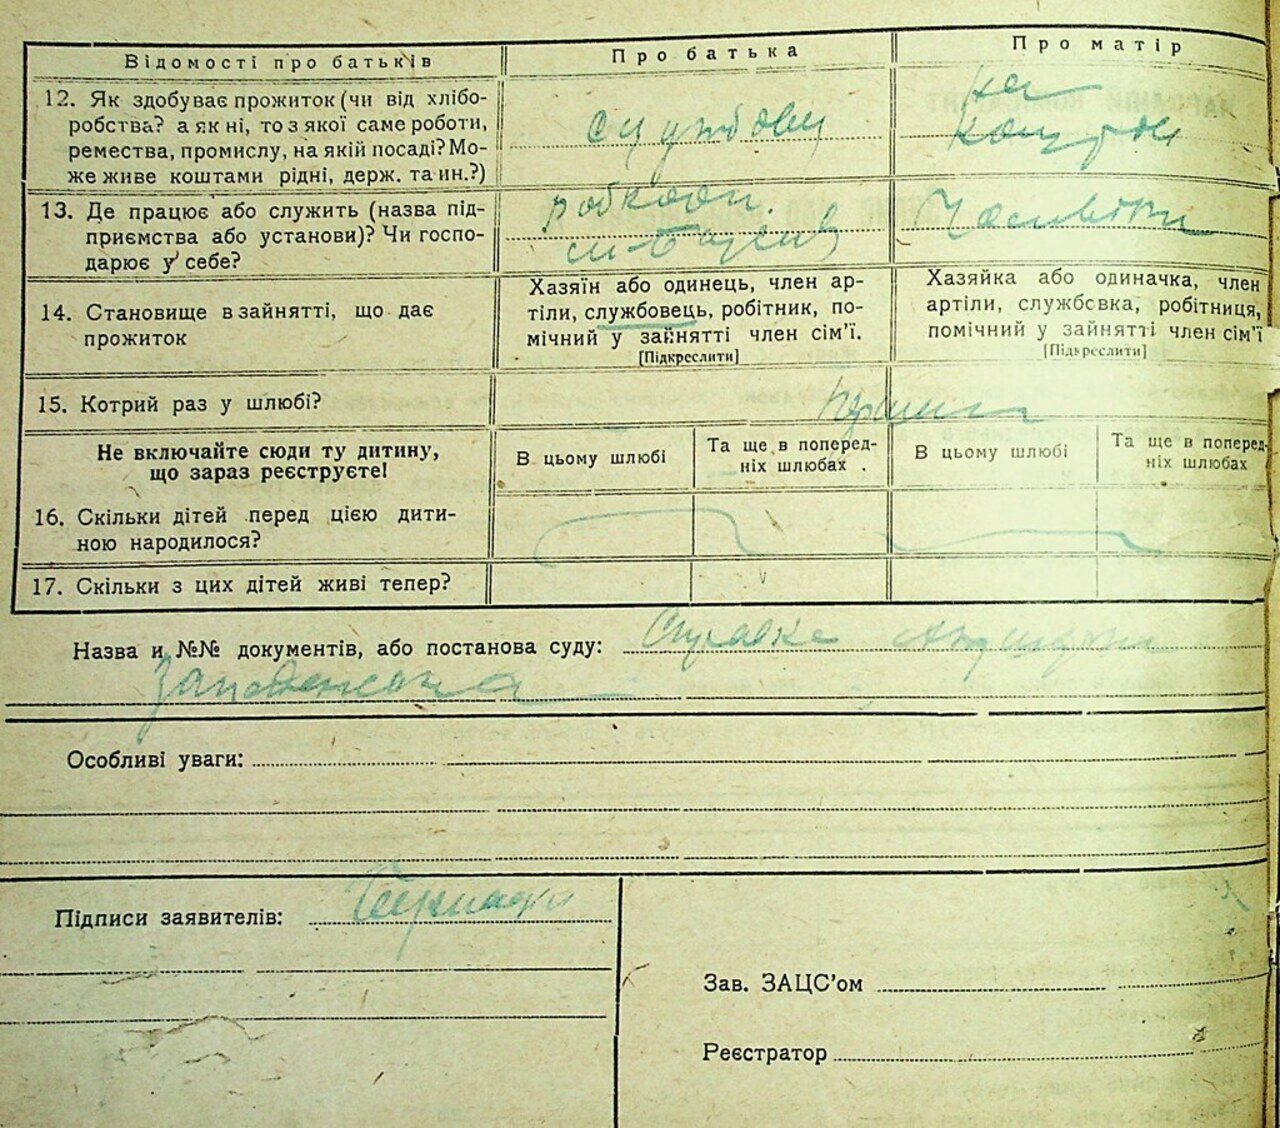 Відомості про батьків
Про батька
Про матір
12. Як здобуває прожиток (чи від хлібо-
робства? а як ні, то з якої саме роботи,
ремества, промислу, на якій посаді? Мо-
же живе коштами рідні, держ. та ин.?)
службовец
на
13. Де працює або служить (назва під-
приємства або установи)? Чи госпо-
дарює у себе?
робкооп.
14. Становище в зайнятті, що дає
прожиток
Хазяїн або одинець, член ар-
тіли, службовець, робітник, по-
мічний у зайнятті член сім'ї.
[Підкреслити]
Хазяйка або одиначка, член
артіли, службовка, робітниця,
помічний у зайнятті член сім'ї
[Підкреслити]
15. Котрий раз у шлюбі?
Не включайте сюди ту дитину,
що зараз реєструєте!
В цьому шлюбі
Та ще в поперед-
ніх шлюбах.
В цьому шлюбі
Та ще в поперед-
ніх шлюбах
16. Скільки дітей перед цією дити-
ною народилося?
17. Скільки з цих дітей живі тепер?
Назва и №№ документів, або постанова суду: Справка
Особливі уваги:
Підписи заявителів:
Зав. ЗАЦС'ом
Реєстратор